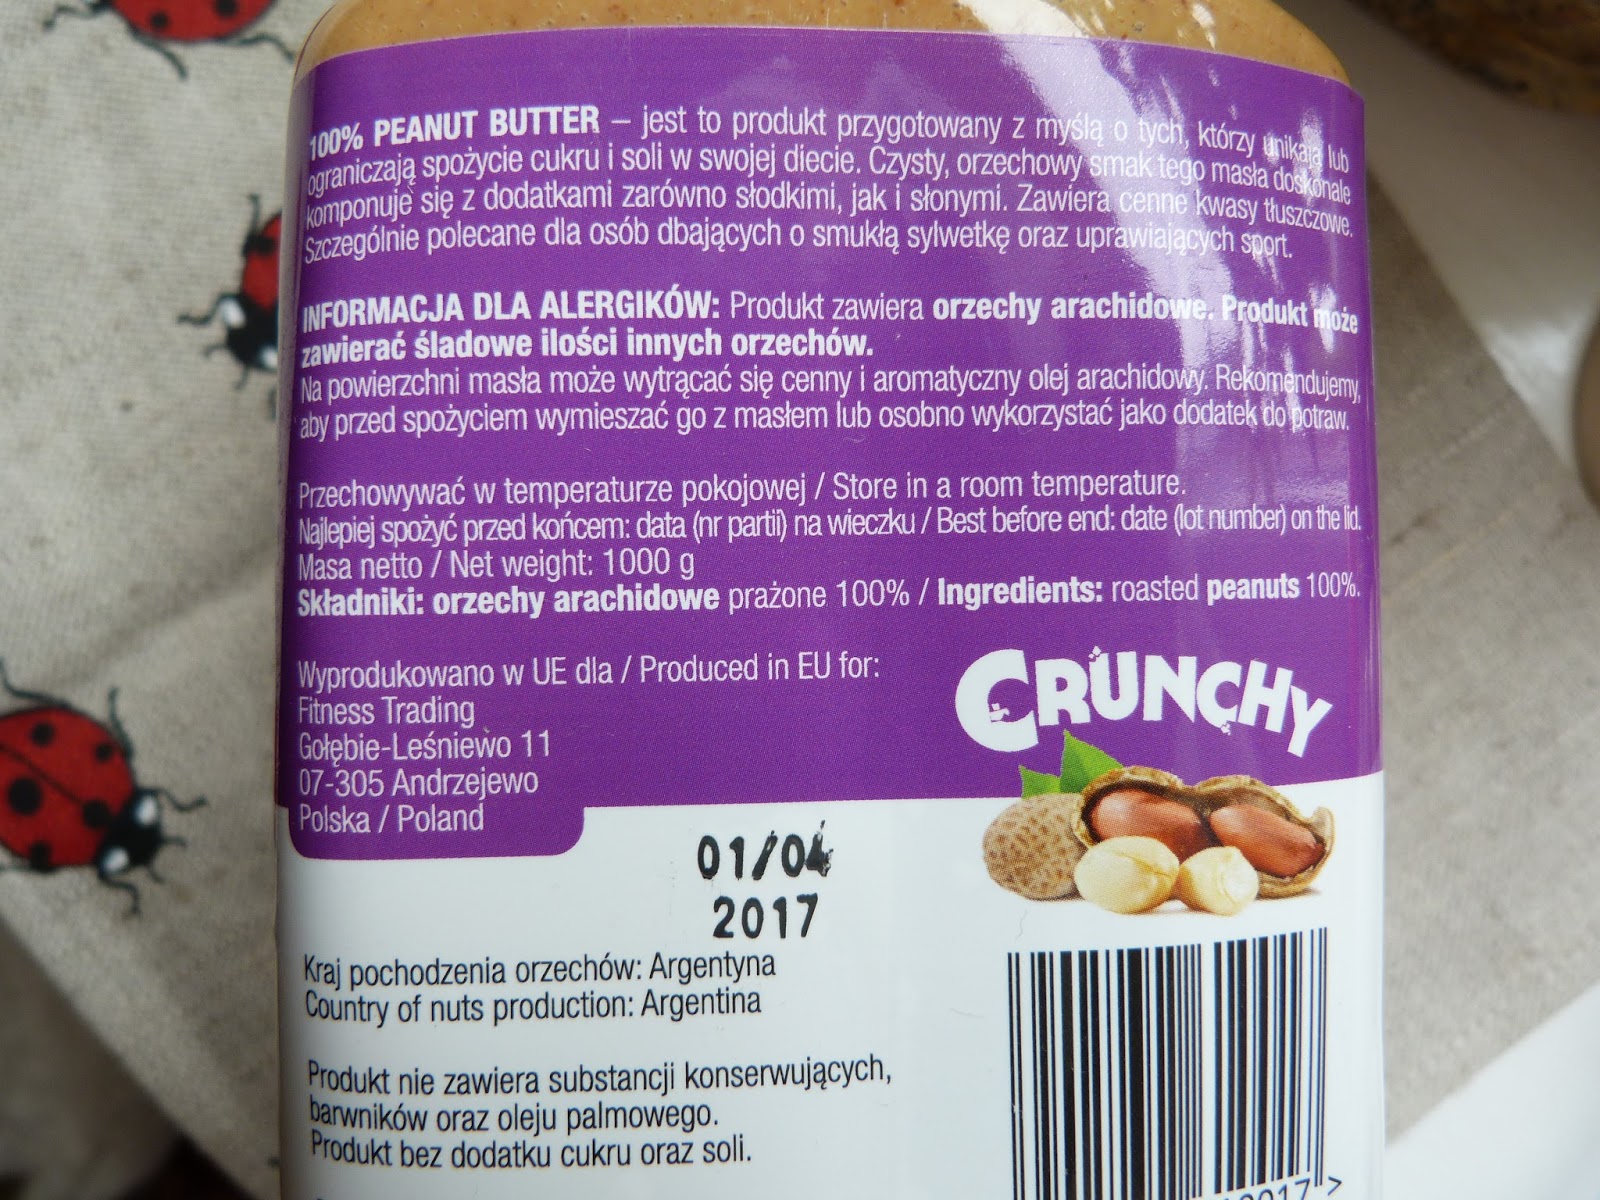 100% PEANUT BUTTER – jest to produkt przygotowany z myślą o tych, którzy unikają lub
ograniczają spożycie cukru i soli w swojej diecie. Czysty, orzechowy smak tego masła doskonale
komponuje się z dodatkami zarówno słodkimi, jak i słonymi. Zawiera cenne kwasy tłuszczowe.
Szczególnie polecane dla osób dbających o smukłą sylwetkę oraz uprawiających sport.
INFORMACJA DLA ALERGIKÓW: Produkt zawiera orzechy arachidowe. Produkt może
zawierać śladowe ilości innych orzechów.
Na powierzchni masła może wytrącać się cenny i aromatyczny olej arachidowy. Rekomendujemy,
aby przed spożyciem wymieszać go z masłem lub osobno wykorzystać jako dodatek do potraw.
Przechowywać w temperaturze pokojowej / Store in a room temperature.
Najlepiej spożyć przed końcem: data (nr partii) na wieczku / Best before end: date (lot number) on the lid.
Masa netto / Net weight: 1000 g
Składniki: orzechy arachidowe prażone 100% / Ingredients: roasted peanuts 100%.
Wyprodukowano w UE dla / Produced in EU for:
Fitness Trading
Gołębie-Leśniewo 11
07-305 Andrzejewo
Polska / Poland
CRUNCHY
01/04
2017
Kraj pochodzenia orzechów: Argentyna
Country of nuts production: Argentina
Produkt nie zawiera substancji konserwujących,
barwników oraz oleju palmowego.
Produkt bez dodatku cukru oraz soli.